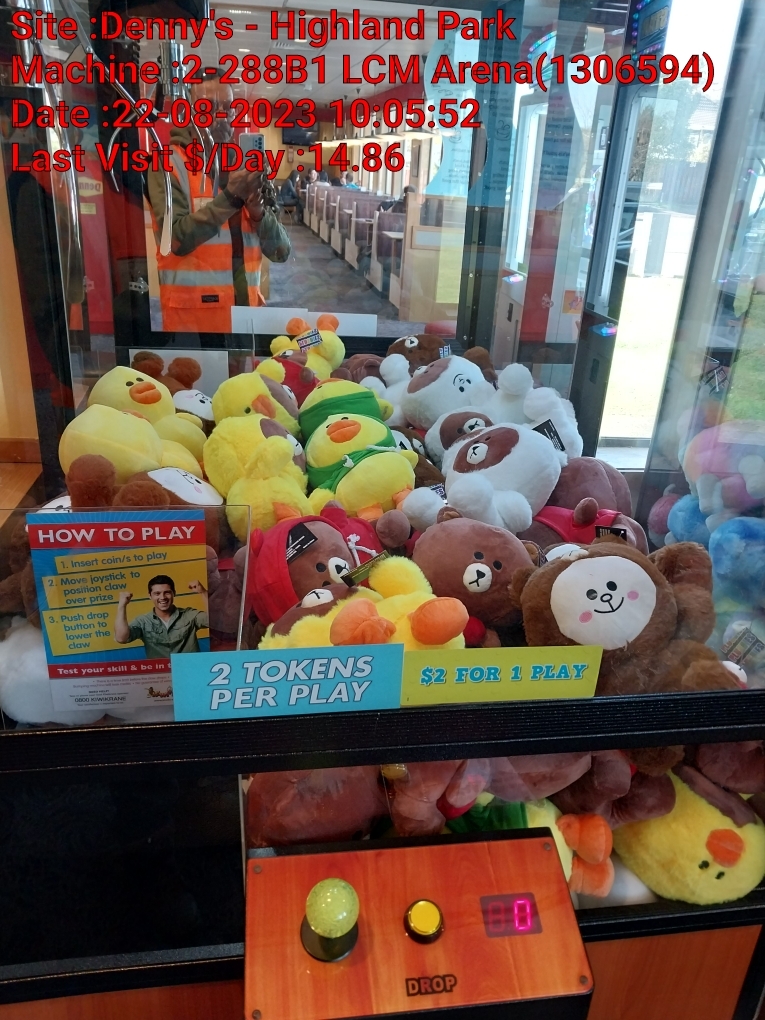 Site :Denny's - Highland Park
Machine :2-288B1 LCM Arena(1306594)
Date :22-08-2023 10:05:52
Last Visit $/Day :14.86
HOW TO PLAY
1. Insert coin/s to play
2. Move joystick to
position claw
over prize
3. Push drop
button to
lower the
claw
Test your skill & be in
0800 KWIKRANE
2 TOKENS
PER PLAY
$2 FOR 1 PLAY
0
DROP